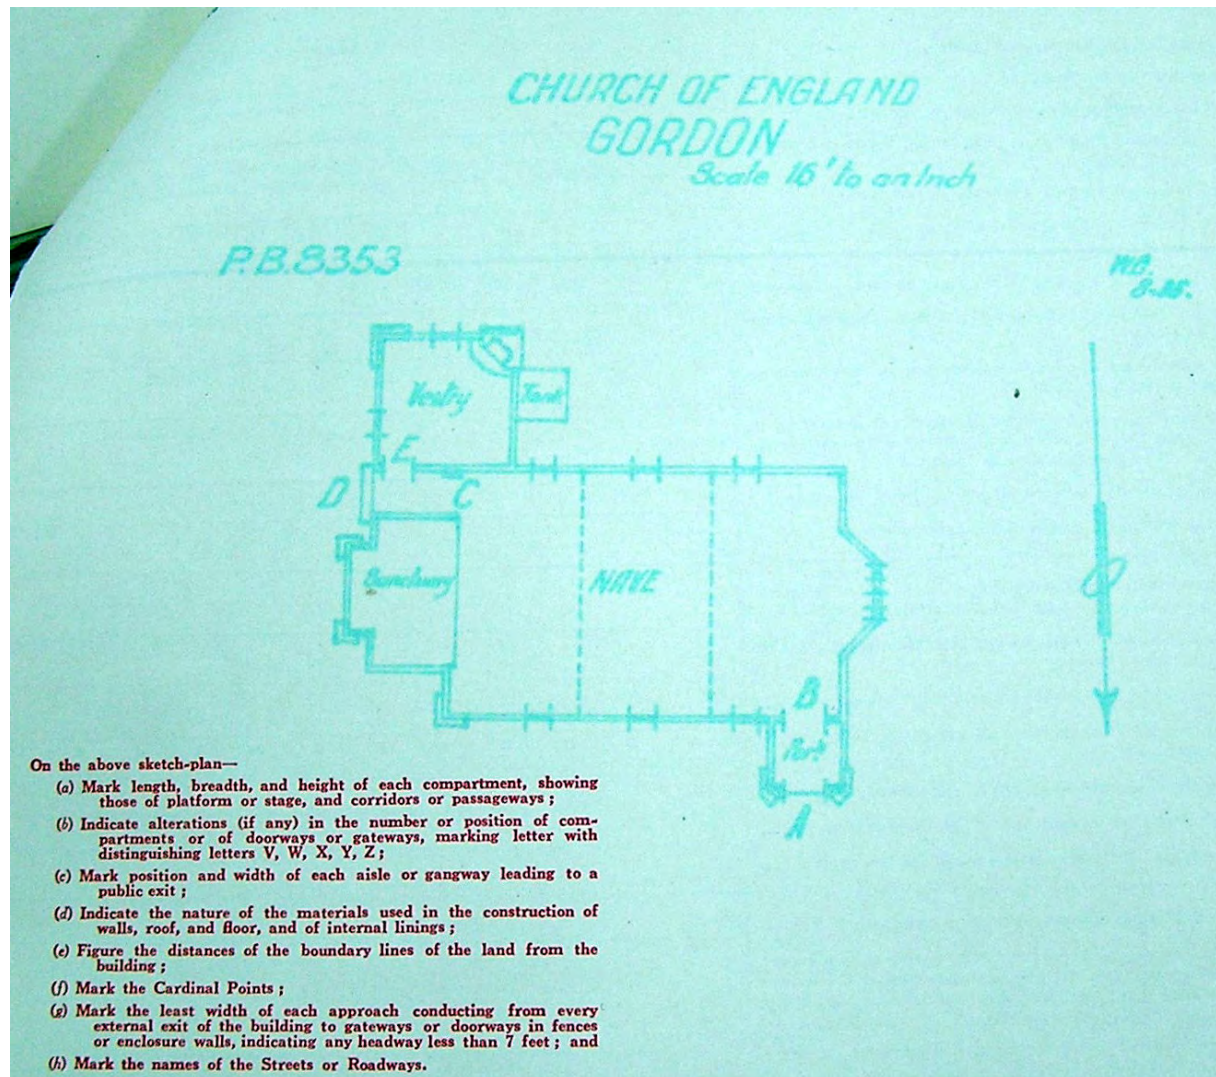 CHURCH OF ENGLAND
GORDON
Scale 16' to an Inch
P.B.8353
Vestry
Tank
E
D
C
Sanctuary
NAVE
B
Porch
A
On the above sketch-plan—
(a) Mark length, breadth, and height of each compartment, showing
those of platform or stage, and corridors or passageways ;
(b) Indicate alterations (if any) in the number or position of com-
partments or of doorways or gateways, marking letter with
distinguishing letters V, W, X, Y, Z ;
(c) Mark position and width of each aisle or gangway leading to a
public exit ;
(d) Indicate the nature of the materials used in the construction of
walls, roof, and floor, and of internal linings ;
(e) Figure the distances of the boundary lines of the land from the
building ;
(f) Mark the Cardinal Points ;
(g) Mark the least width of each approach conducting from every
external exit of the building to gateways or doorways in fences
or enclosure walls, indicating any headway less than 7 feet ; and
(h) Mark the names of the Streets or Roadways.